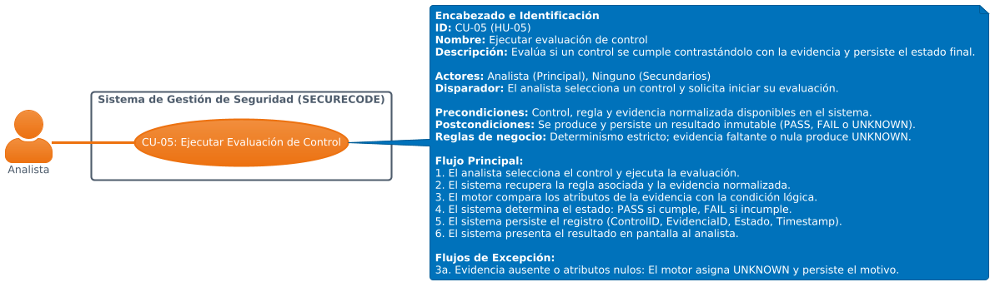 Encabezado e Identificación
ID: CU-05 (HU-05)
Nombre: Ejecutar evaluación de control
Descripción: Evalúa si un control se cumple contrastándolo con la evidencia y persiste el estado final.
Actores: Analista (Principal), Ninguno (Secundarios)
Disparador: El analista selecciona un control y solicita iniciar su evaluación.
Precondiciones: Control, regla y evidencia normalizada disponibles en el sistema.
Postcondiciones: Se produce y persiste un resultado inmutable (PASS, FAIL o UNKNOWN).
Reglas de negocio: Determinismo estricto; evidencia faltante o nula produce UNKNOWN.
Flujo Principal:
1. El analista selecciona el control y ejecuta la evaluación.
2. El sistema recupera la regla asociada y la evidencia normalizada.
3. El motor compara los atributos de la evidencia con la condición lógica.
4. El sistema determina el estado: PASS si cumple, FAIL si incumple.
5. El sistema persiste el registro (ControlID, EvidenciaID, Estado, Timestamp).
6. El sistema presenta el resultado en pantalla al analista.
Flujos de Excepción:
3a. Evidencia ausente o atributos nulos: El motor asigna UNKNOWN y persiste el motivo.
Sistema de Gestión de Seguridad (SECURECODE)
CU-05: Ejecutar Evaluación de Control
Analista